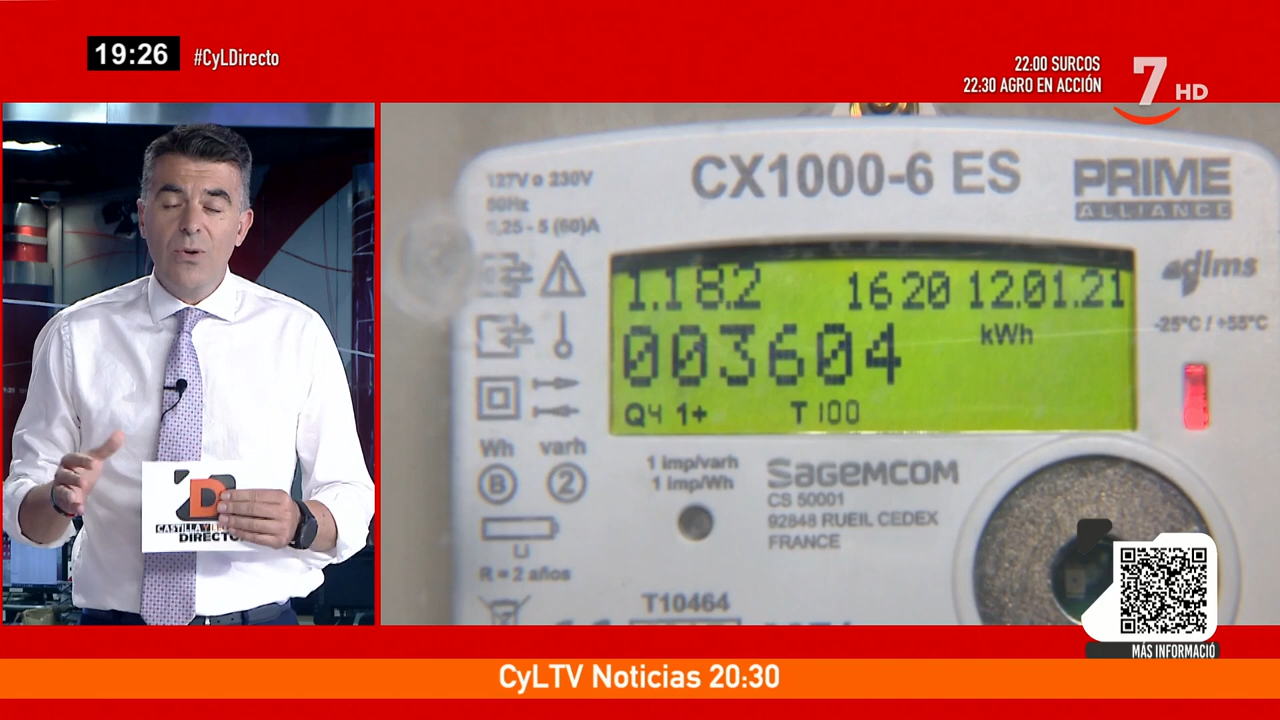 19:26
#CyLDirecto
22:00 SURCOS
22:30 AGRO EN ACCIÓN
7 HD
127V o 230V
50Hz
0,25 - 5 (60)A
CX1000-6 ES
PRIME
ALLIANCE
dlms
-25°C / +55°C
1.18.2 16 20 12.01.21
003604 kWh
Q4 1+ T 100
Wh varh
B 2
1 imp/varh
1 imp/Wh
SAGEMCOM
CS 50001
92848 RUEIL CEDEX
FRANCE
R = 2 años
T10464
D
DIRECTO
MÁS INFORMACIÓ
CyLTV Noticias 20:30